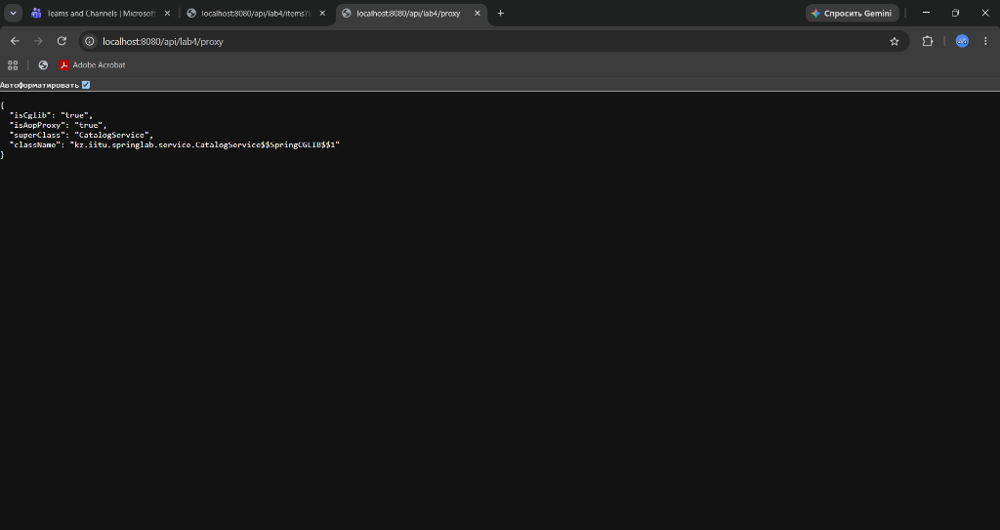 Teams and Channels | Microsoft
localhost:8080/api/lab4/items?l
localhost:8080/api/lab4/proxy
Спросить Gemini
localhost:8080/api/lab4/proxy
Adobe Acrobat
Автоформатировать
{
"isCglib": "true",
"isAopProxy": "true",
"superClass": "CatalogService",
"className": "kz.iitu.springlab.service.CatalogService$$SpringCGLIB$$1"
}